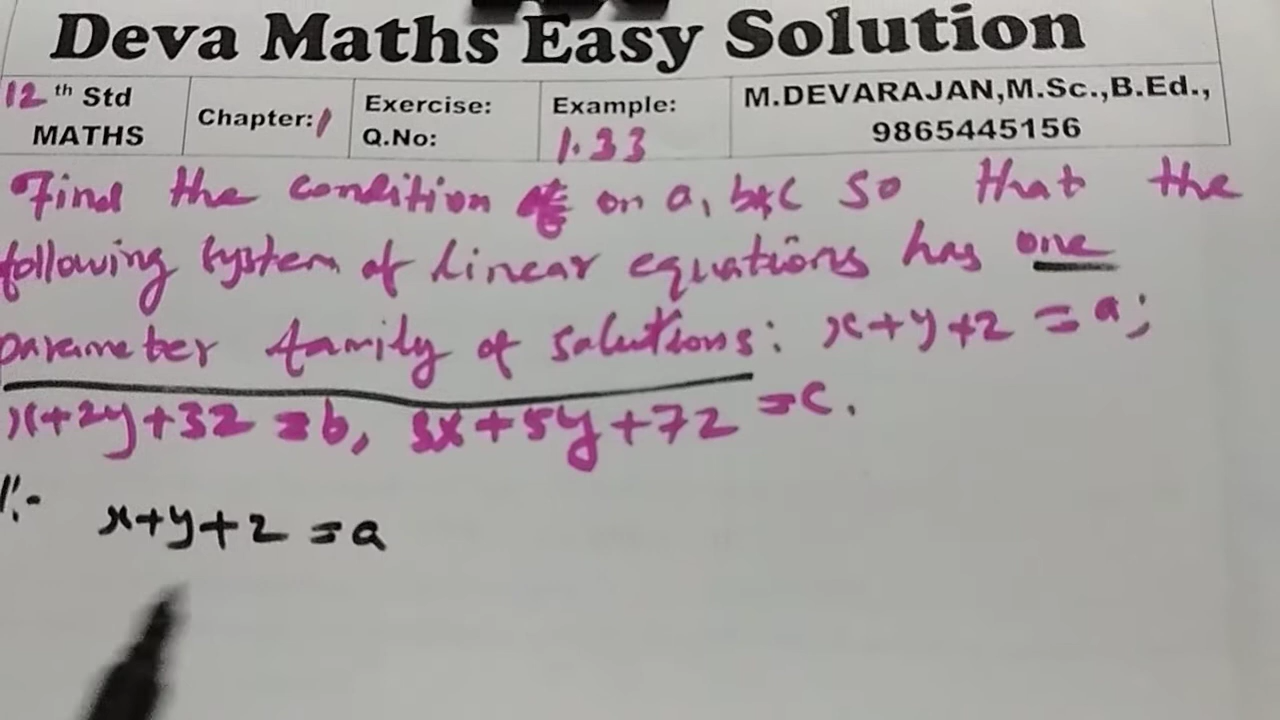 Deva Maths Easy Solution
12 th Std MATHS
Chapter: 1
Exercise:
Q.No:
Example: 1.33
M.DEVARAJAN,M.Sc.,B.Ed.,
9865445156
Find the condition on a, b & c so that the
following system of linear equations has one
parameter family of solutions: x+y+z = a;
x+2y+3z = b, 3x+5y+7z = c.
x+y+z = a